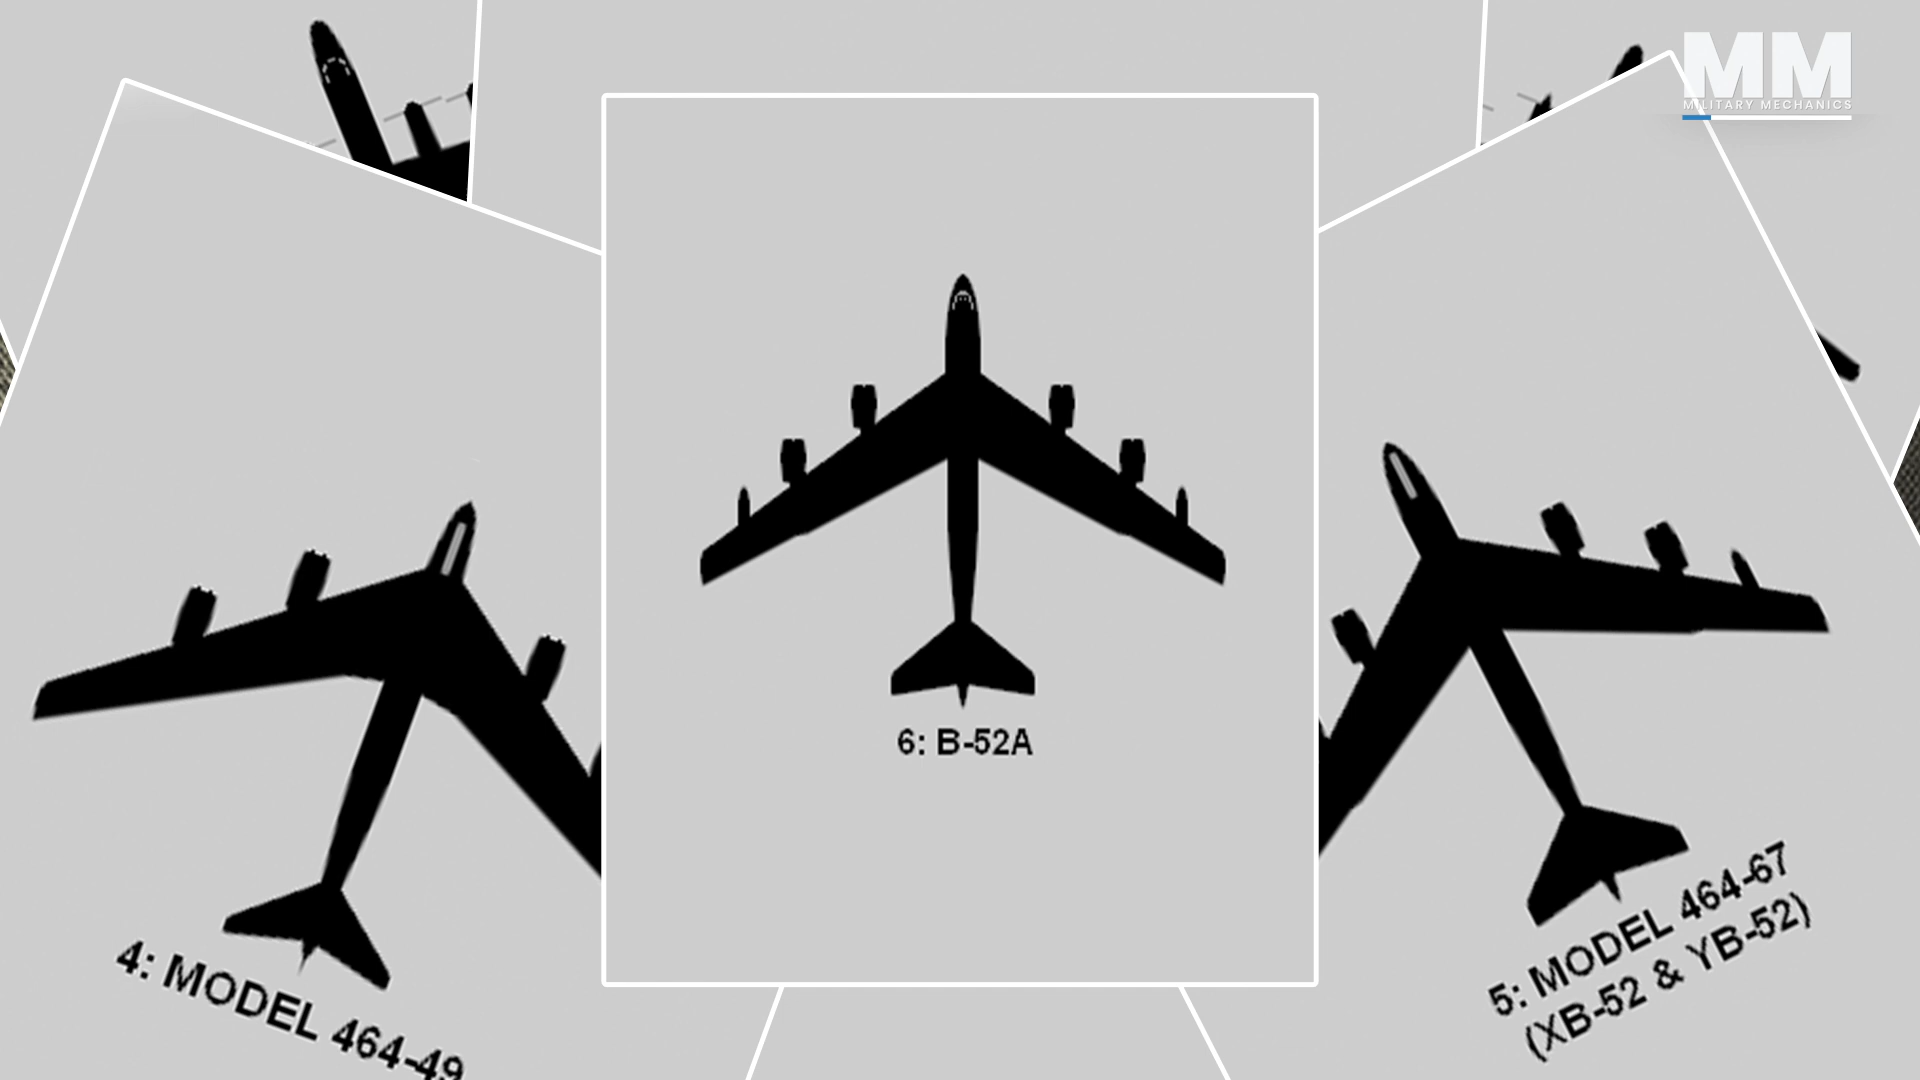 MM
MILITARY MECHANICS
6: B-52A
4: MODEL 464-49
5: MODEL 464-67
(XB-52 & YB-52)